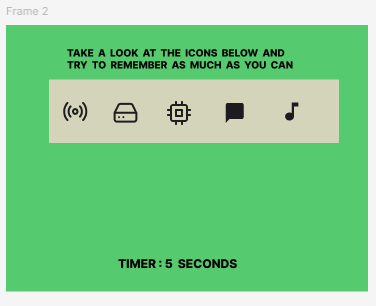 Frame 2
TAKE A LOOK AT THE ICONS BELOW AND
TRY TO REMEMBER AS MUCH AS YOU CAN
TIMER : 5 SECONDS